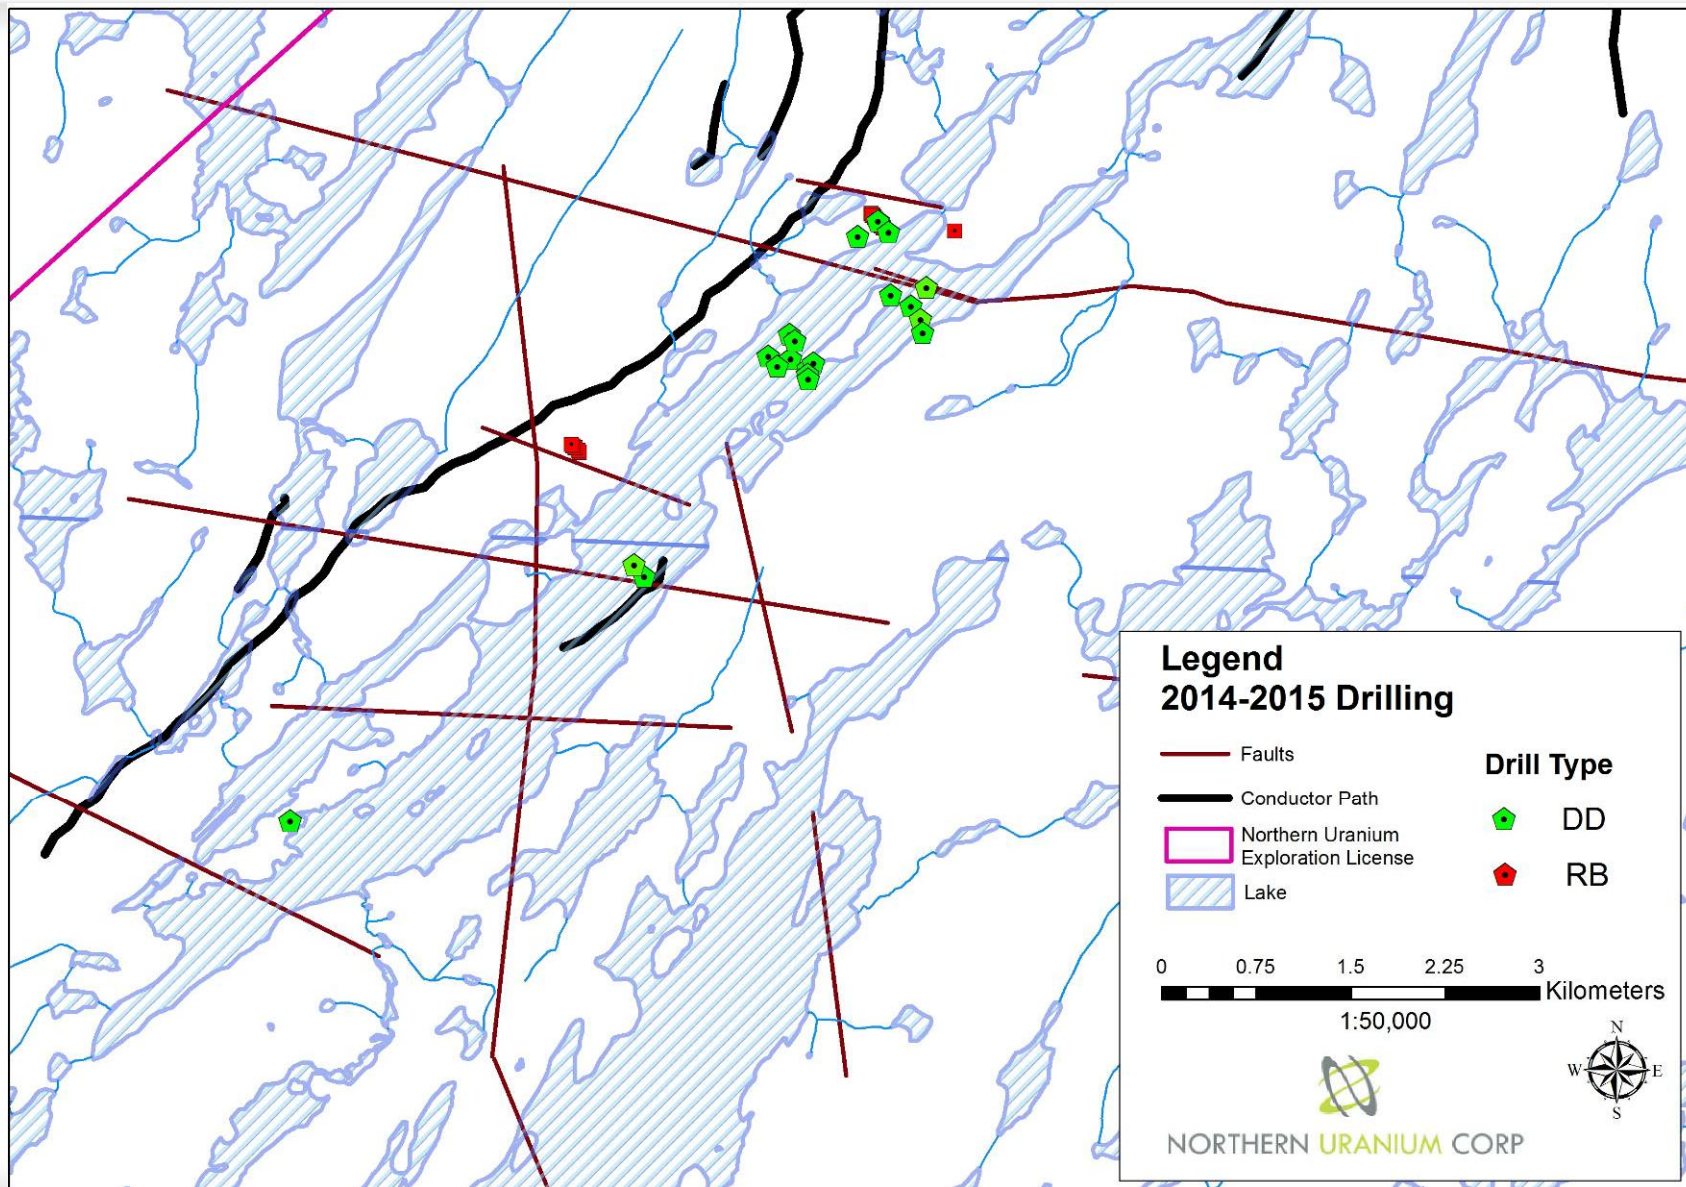 Legend
2014-2015 Drilling
Faults
Drill Type
Conductor Path
DD
Northern Uranium
Exploration License
RB
Lake
0 0.75 1.5 2.25 3
Kilometers
1:50,000
N
W E
S
NORTHERN URANIUM CORP